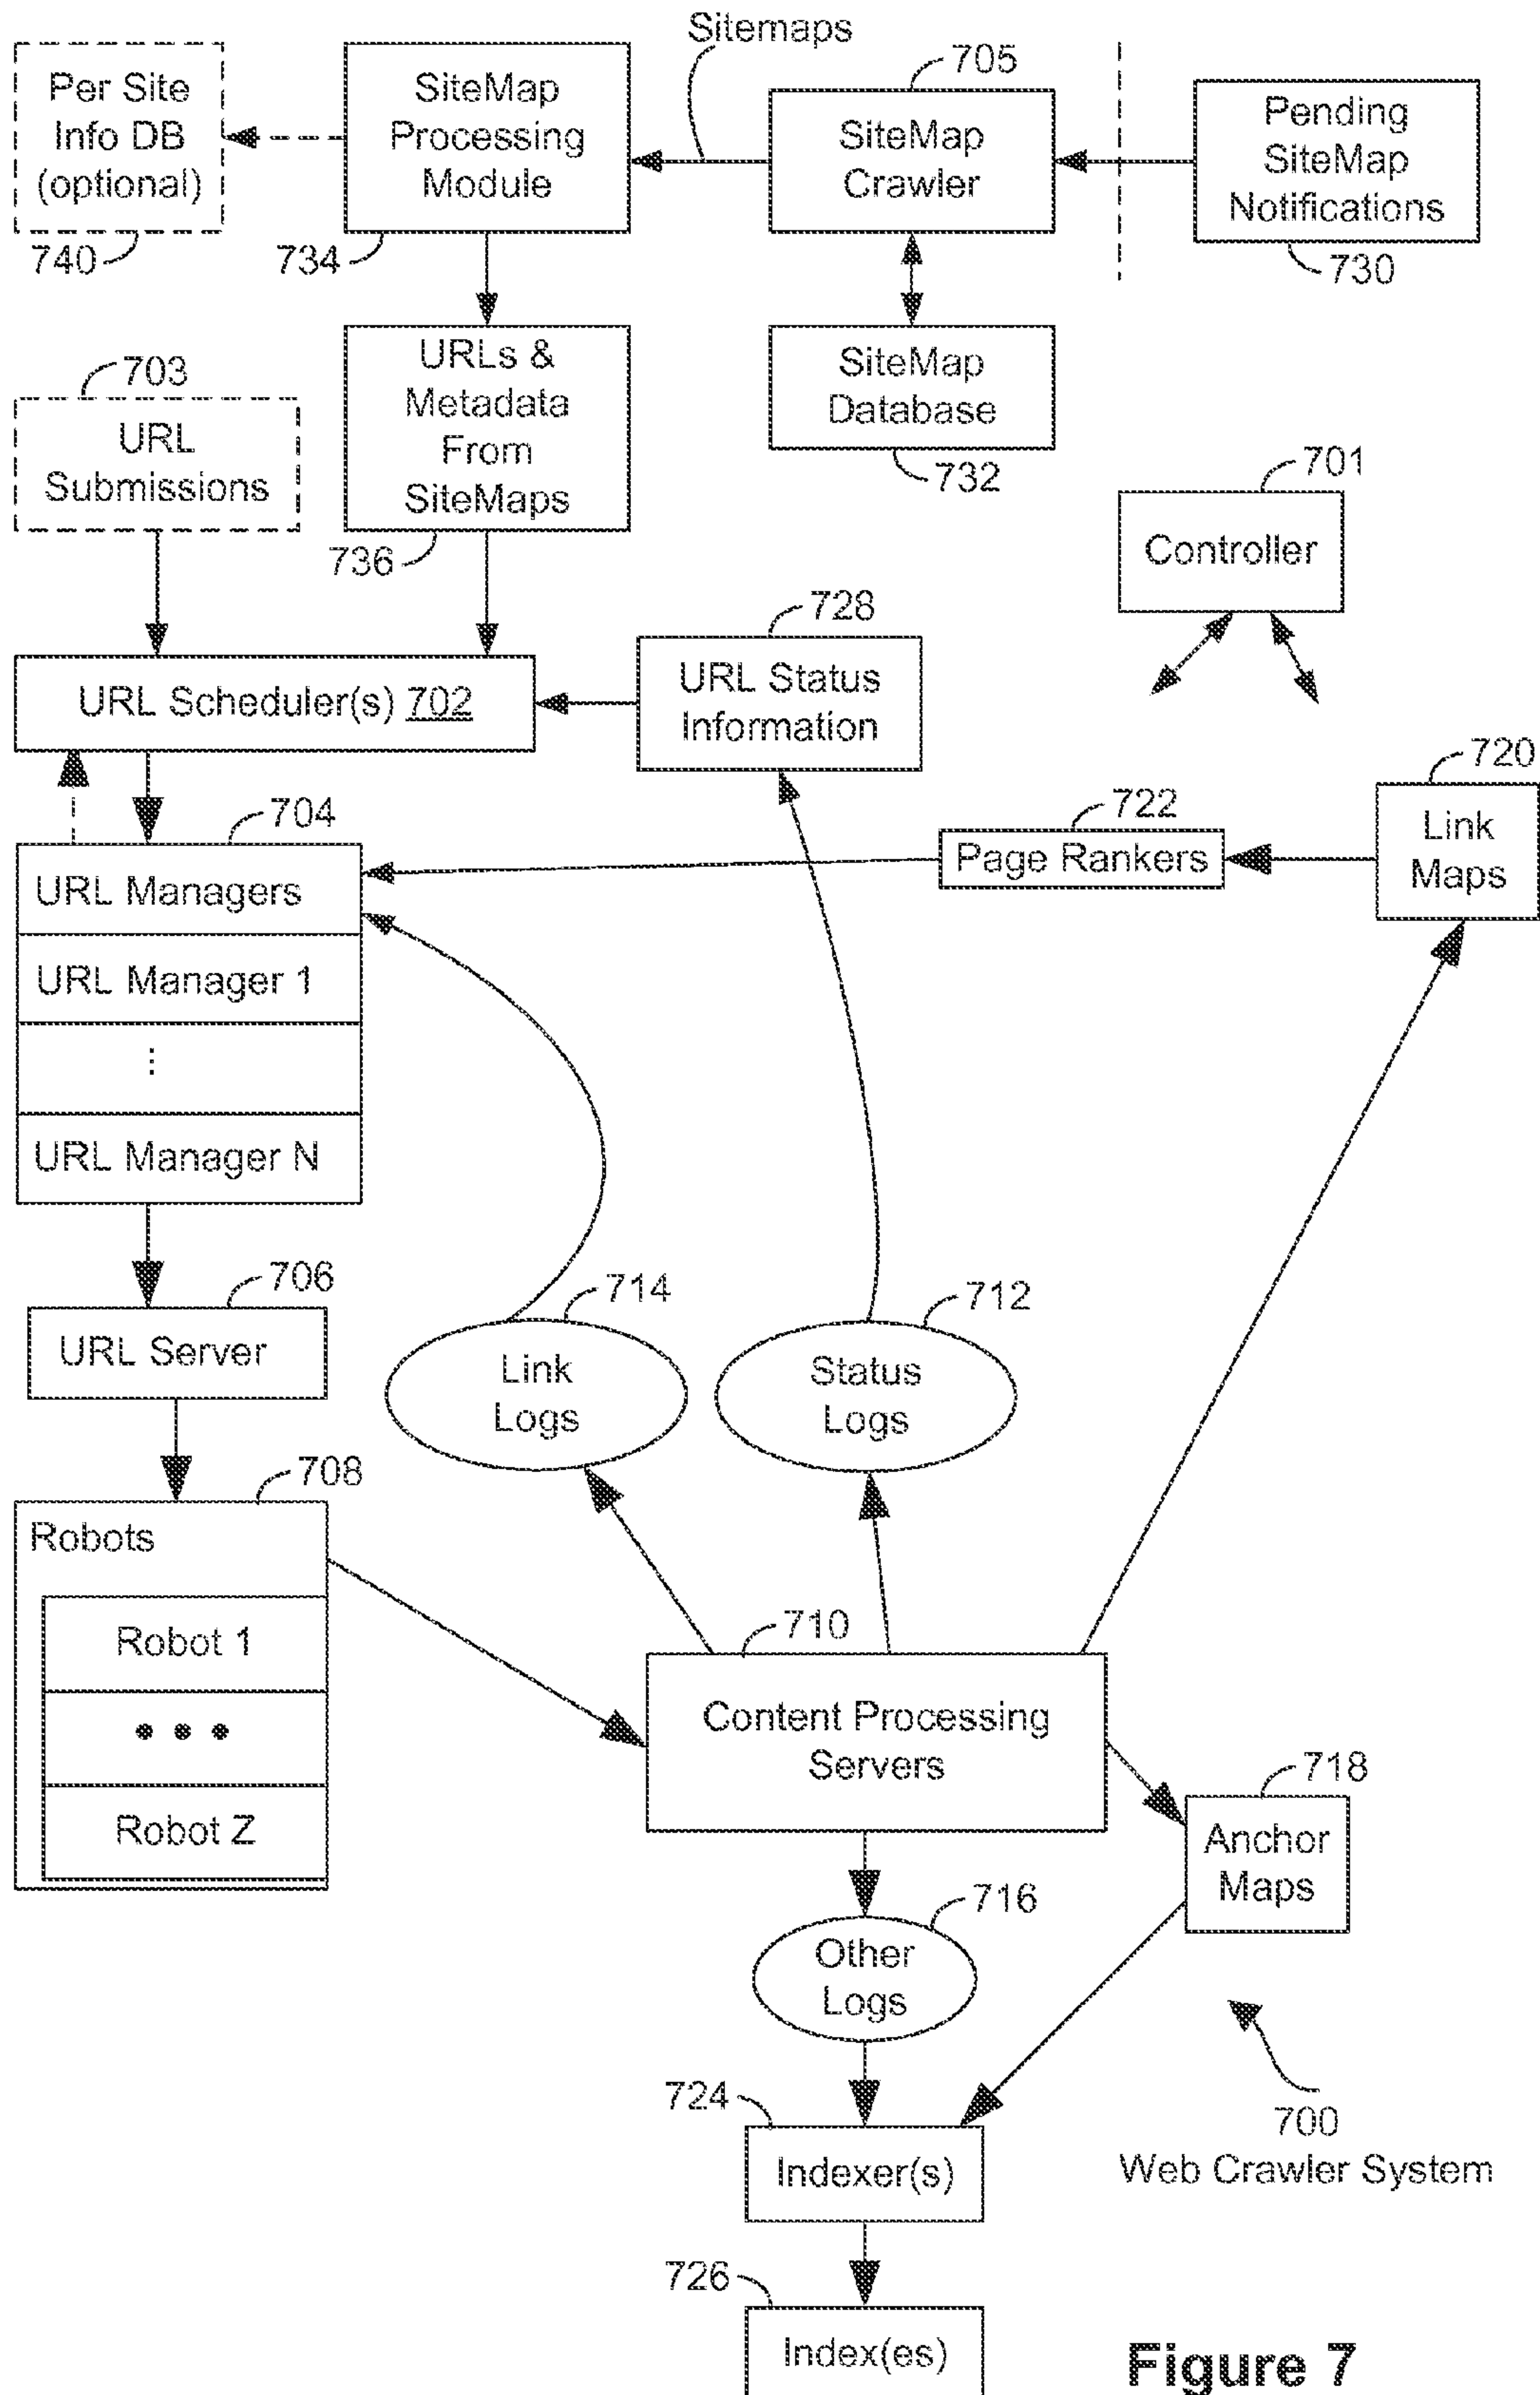 Sitemaps
Per Site
Info DB
(optional)
740
SiteMap
Processing
Module
734
705
SiteMap
Crawler
Pending
SiteMap
Notifications
730
703
URL
Submissions
URLs &
Metadata
From
SiteMaps
736
SiteMap
Database
732
701
Controller
728
URL Status
Information
URL Scheduler(s) 702
720
Link
Maps
722
Page Rankers
704
URL Managers
URL Manager 1
⋮
URL Manager N
706
URL Server
714
Link
Logs
712
Status
Logs
708
Robots
Robot 1
• • •
Robot Z
710
Content Processing
Servers
718
Anchor
Maps
716
Other
Logs
724
Indexer(s)
700
Web Crawler System
726
Index(es)
Figure 7